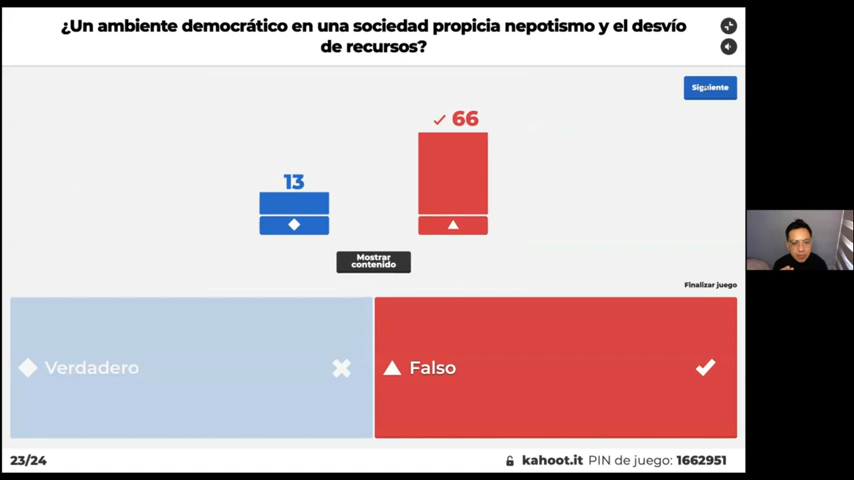 ¿Un ambiente democrático en una sociedad propicia nepotismo y el desvío
de recursos?
Siguiente
13
66
Mostrar
contenido
Finalizar juego
Verdadero
Falso
23/24
kahoot.it PIN de juego: 1662951